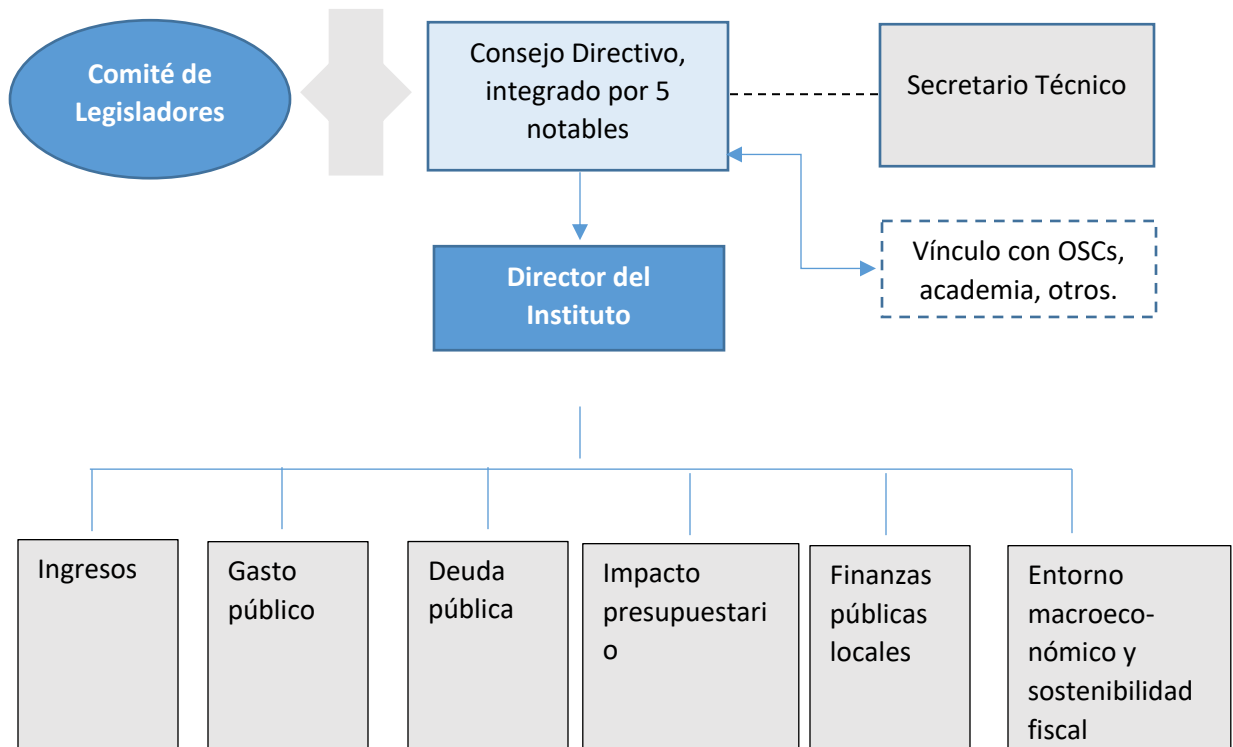 Comité de
Legisladores
Consejo Directivo,
integrado por 5
notables
Secretario Técnico
Vínculo con OSCs,
academia, otros.
Director del
Instituto
Ingresos
Gasto
público
Deuda
pública
Impacto
presupuestari
o
Finanzas
públicas
locales
Entorno
macroeco-
nómico y
sostenibilidad
fiscal